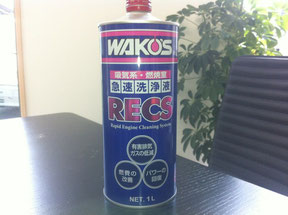 WAKO'S
吸気系・燃焼室
急速洗浄液
RECS
Rapid Engine Cleaning System
有害排気
ガスの低減
燃費の
改善
パワーの
回復
NET. 1L